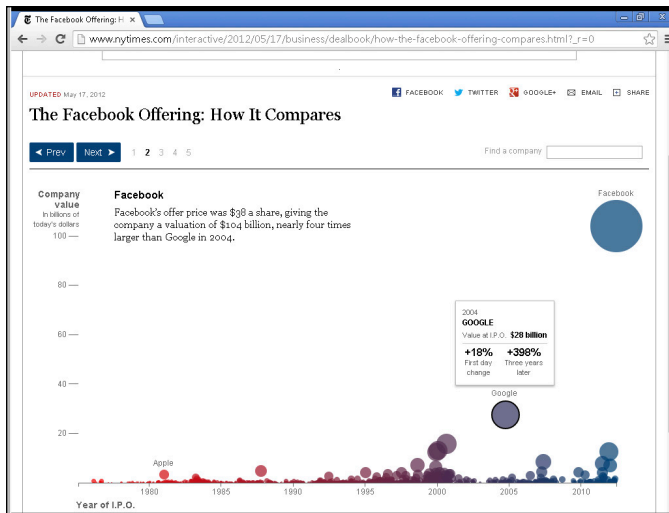 The Facebook Offering: H
www.nytimes.com/interactive/2012/05/17/business/dealbook/how-the-facebook-offering-compares.html?_r=0
UPDATED May 17, 2012
FACEBOOK TWITTER GOOGLE+ EMAIL SHARE
The Facebook Offering: How It Compares
Prev Next 1 2 3 4 5
Find a company
Company
value
In billions of
today's dollars
Facebook
Facebook's offer price was $38 a share, giving the
company a valuation of $104 billion, nearly four times
larger than Google in 2004.
Facebook
100
80
60
40
20
2004
GOOGLE
Value at I.P.O. $28 billion
+18% +398%
First day Three years
change later
Google
Apple
1980 1985 1990 1995 2000 2005 2010
Year of I.P.O.